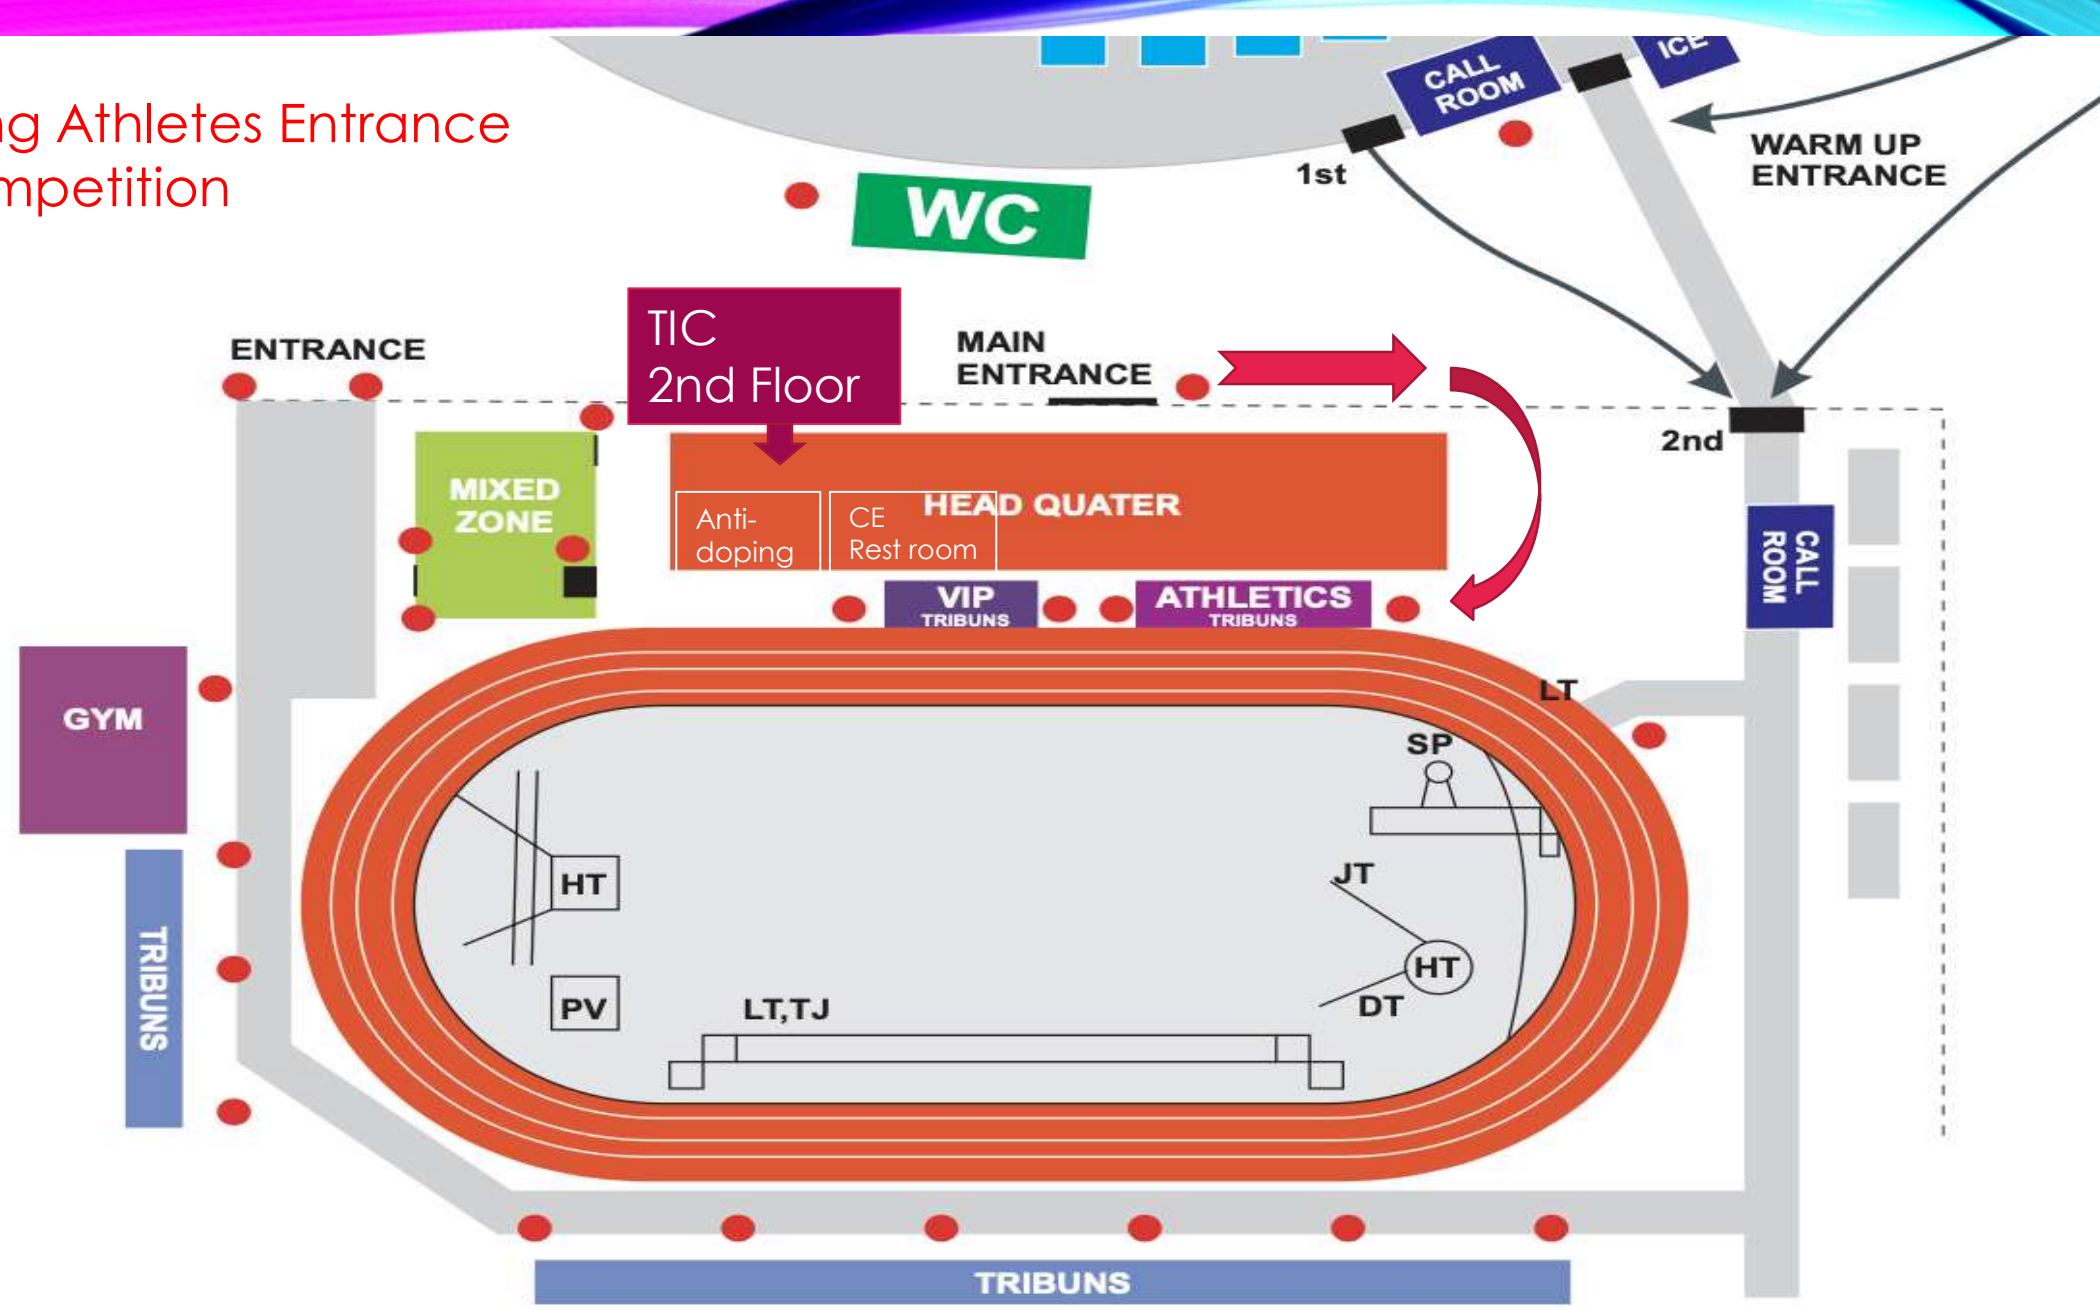 CALL
ROOM
ICE
ng Athletes Entrance
mpetition
1st
WARM UP
ENTRANCE
WC
TIC
2nd Floor
ENTRANCE
MAIN
ENTRANCE
2nd
MIXED
ZONE
HEAD QUATER
Anti-
doping
CE
Rest room
CALL
ROOM
VIP
TRIBUNS
ATHLETICS
TRIBUNS
GYM
LT
SP
HT
JT
HT
DT
PV
LT,TJ
TRIBUNS
TRIBUNS